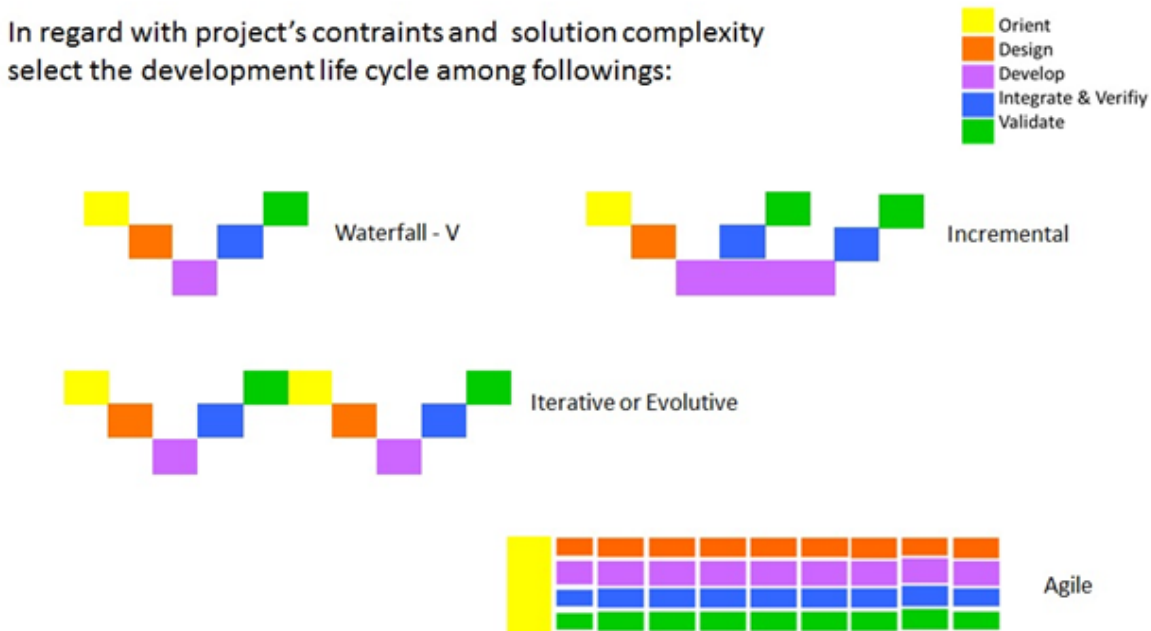 In regard with project's contraints and solution complexity
select the development life cycle among followings:
Orient
Design
Develop
Integrate & Verifiy
Validate
Waterfall - V
Incremental
Iterative or Evolutive
Agile